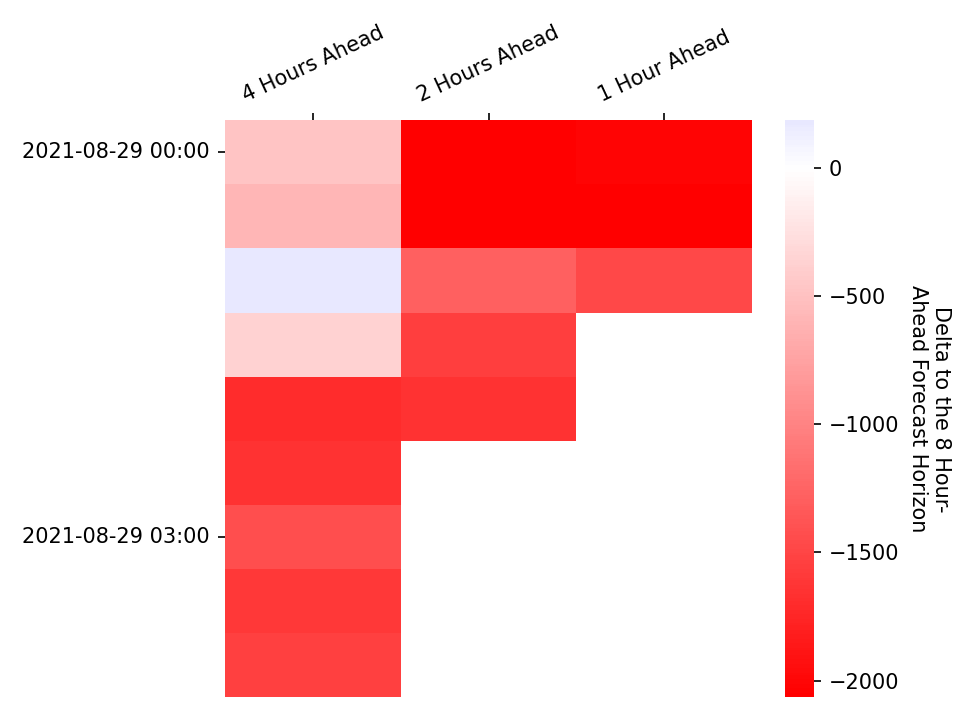 4 Hours Ahead
2 Hours Ahead
1 Hour Ahead
2021-08-29 00:00
2021-08-29 03:00
0
−500
−1000
−1500
−2000
Delta to the 8 Hour-
Ahead Forecast Horizon